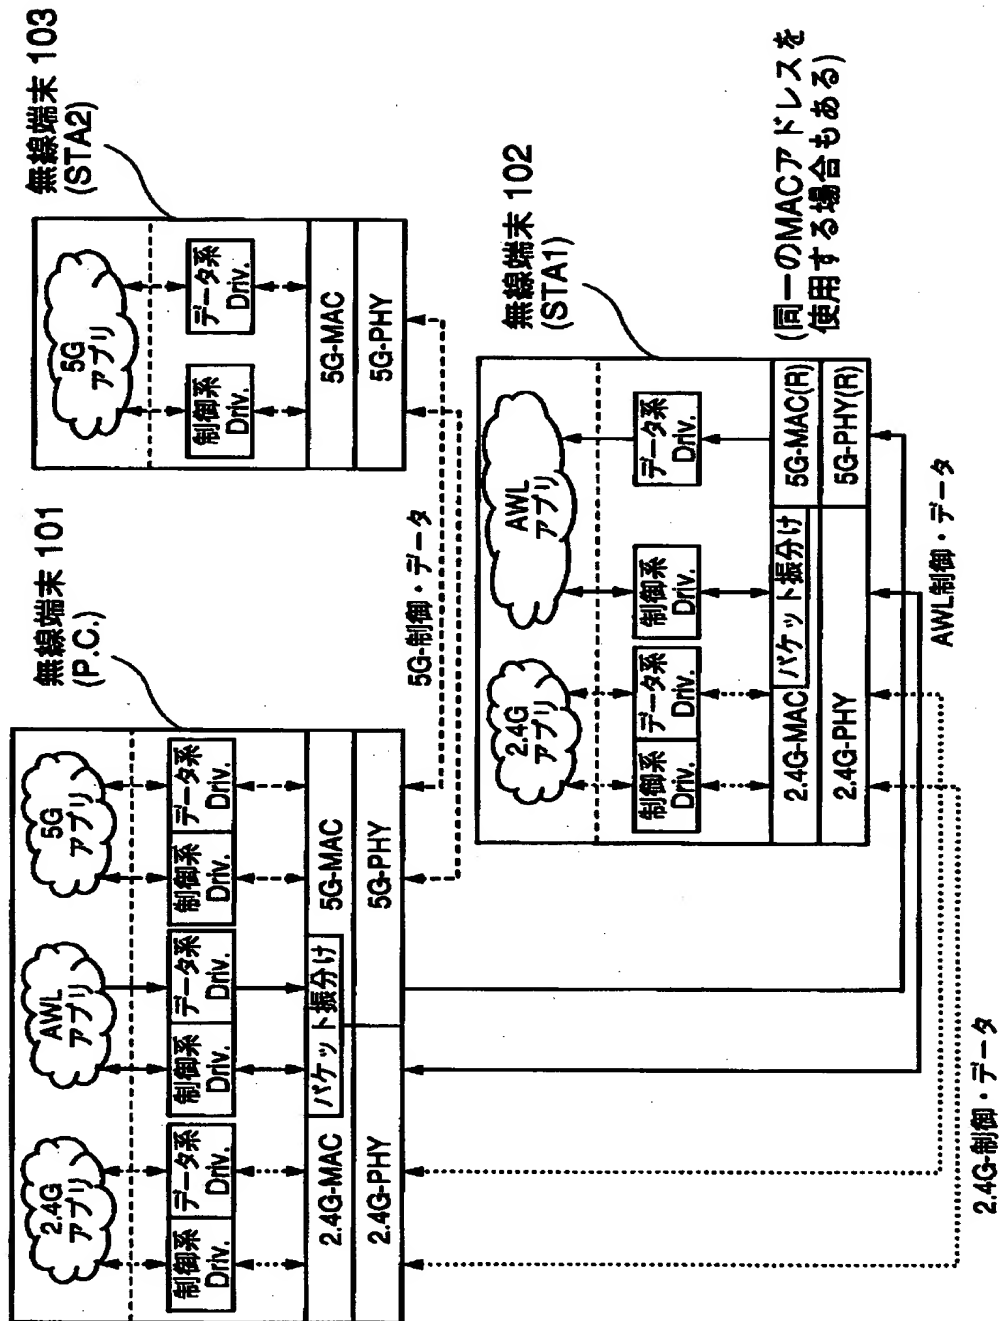 無線端末 101
(P.C.)
2.4G
アプリ
AWL
アプリ
5G
アプリ
制御系
Driv.
データ系
Driv.
制御系
Driv.
データ系
Driv.
制御系
Driv.
データ系
Driv.
2.4G-MAC
パケット振分け
5G-MAC
2.4G-PHY
5G-PHY
無線端末 103
(STA2)
5G
アプリ
制御系
Driv.
データ系
Driv.
5G-MAC
5G-PHY
5G-制御・データ
無線端末 102
(STA1)
2.4G
アプリ
AWL
アプリ
制御系
Driv.
データ系
Driv.
制御系
Driv.
データ系
Driv.
2.4G-MAC
パケット振分け
5G-MAC(R)
2.4G-PHY
5G-PHY(R)
(同一のMACアドレスを
使用する場合もある)
AWL制御・データ
2.4G-制御・データ